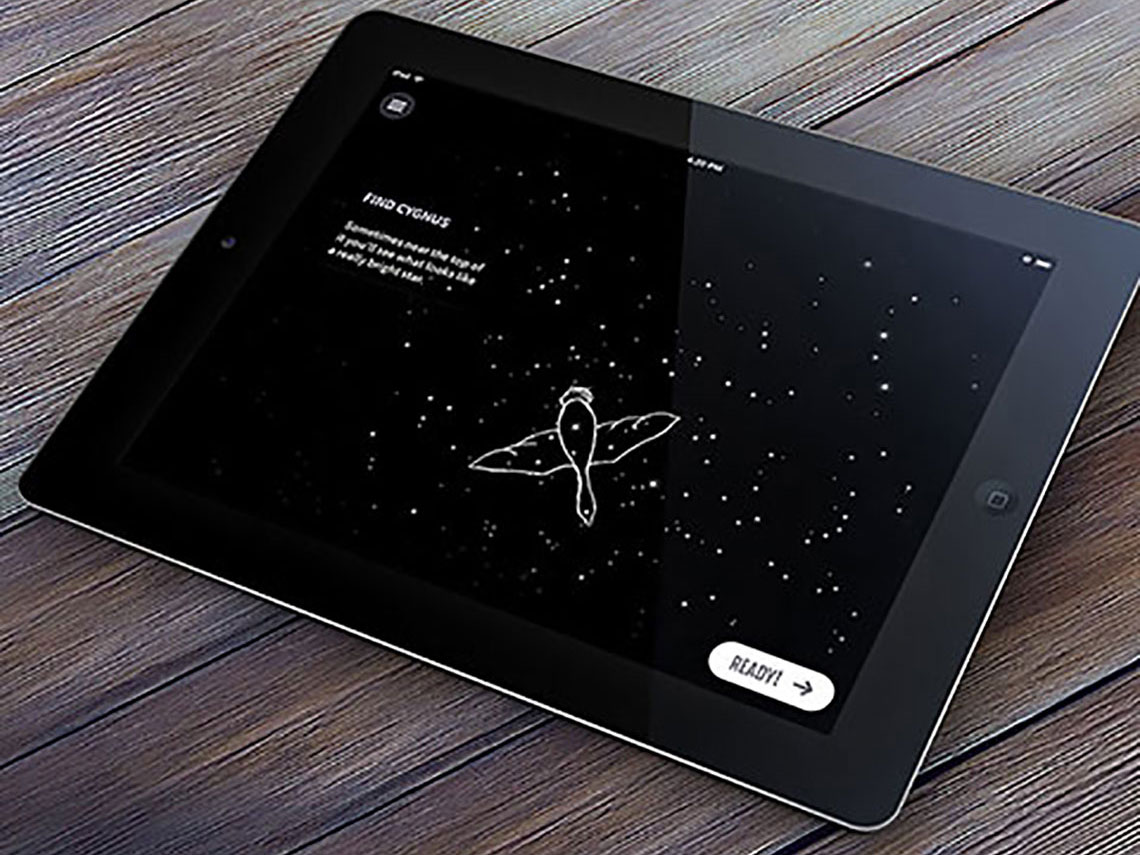 iPad
4:20 PM
FIND CYGNUS
Sometimes near the top of
it you'll see what looks like
a really bright star.
READY!